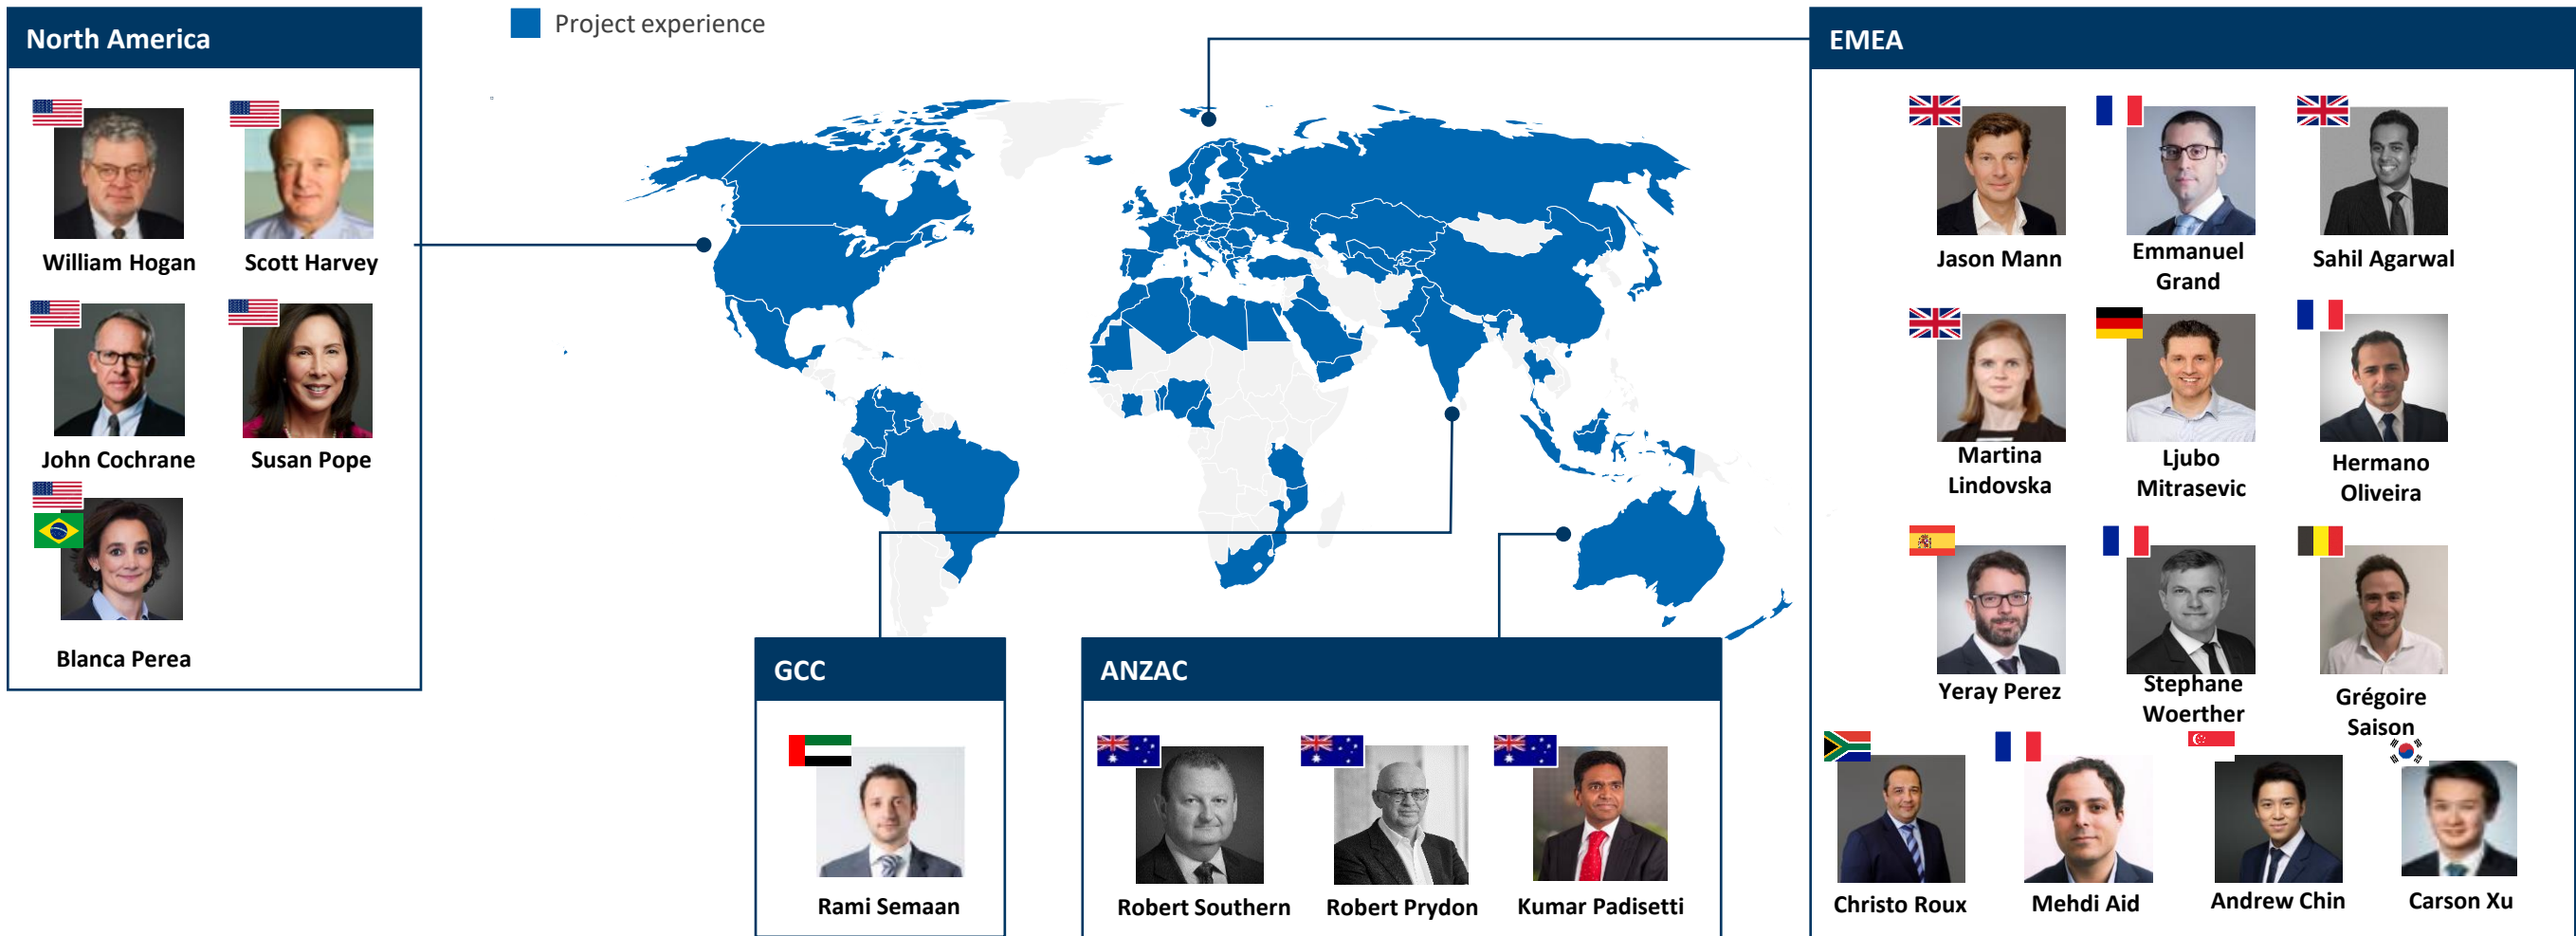 Project experience
North America
William Hogan
Scott Harvey
John Cochrane
Susan Pope
Blanca Perea
GCC
Rami Semaan
ANZAC
Robert Southern
Robert Prydon
Kumar Padisetti
EMEA
Jason Mann
Emmanuel
Grand
Sahil Agarwal
Martina
Lindovska
Ljubo
Mitrasevic
Hermano
Oliveira
Yeray Perez
Stephane
Woerther
Grégoire
Saison
Christo Roux
Mehdi Aid
Andrew Chin
Carson Xu